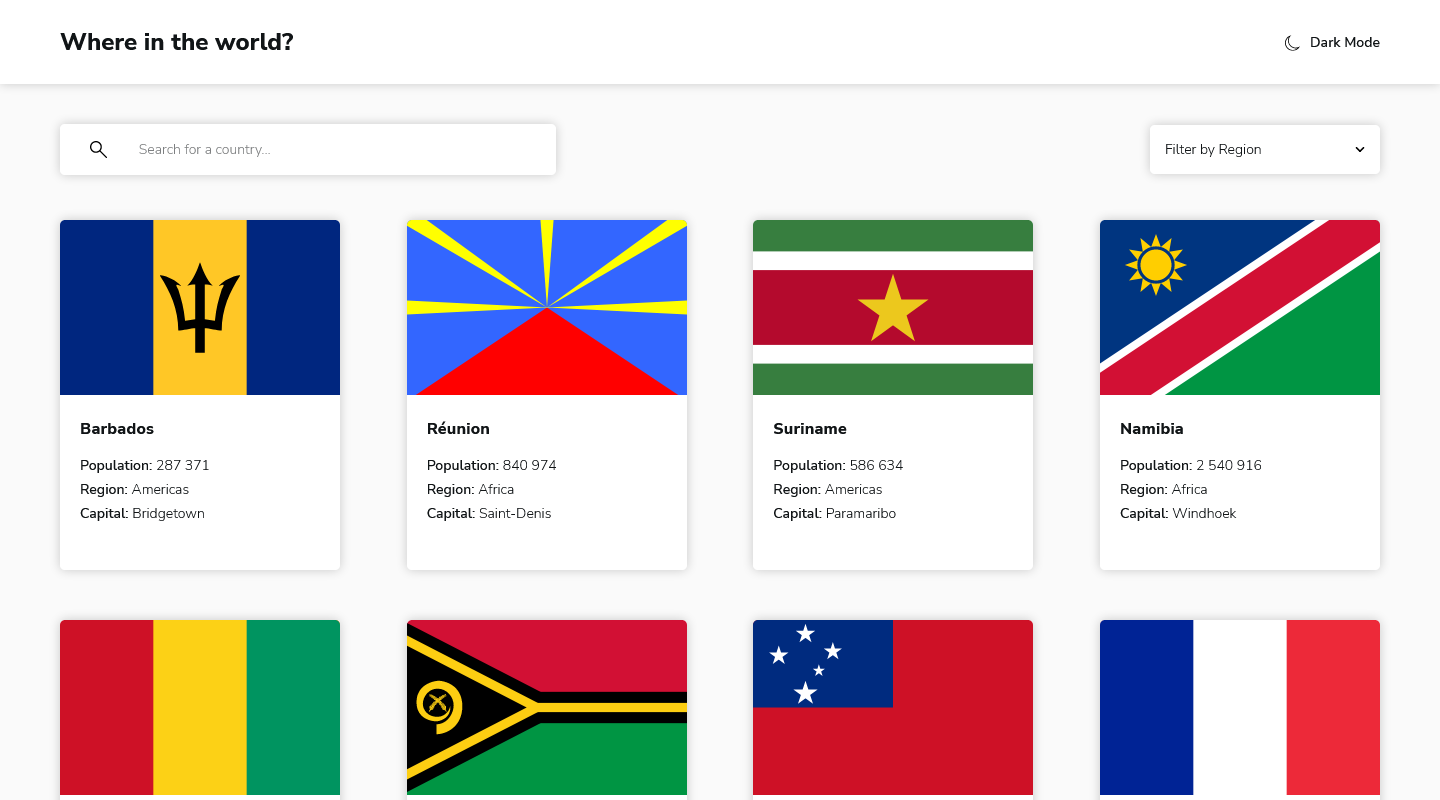 Where in the world?
Dark Mode
Search for a country...
Filter by Region
Barbados
Population: 287 371
Region: Americas
Capital: Bridgetown
Réunion
Population: 840 974
Region: Africa
Capital: Saint-Denis
Suriname
Population: 586 634
Region: Americas
Capital: Paramaribo
Namibia
Population: 2 540 916
Region: Africa
Capital: Windhoek